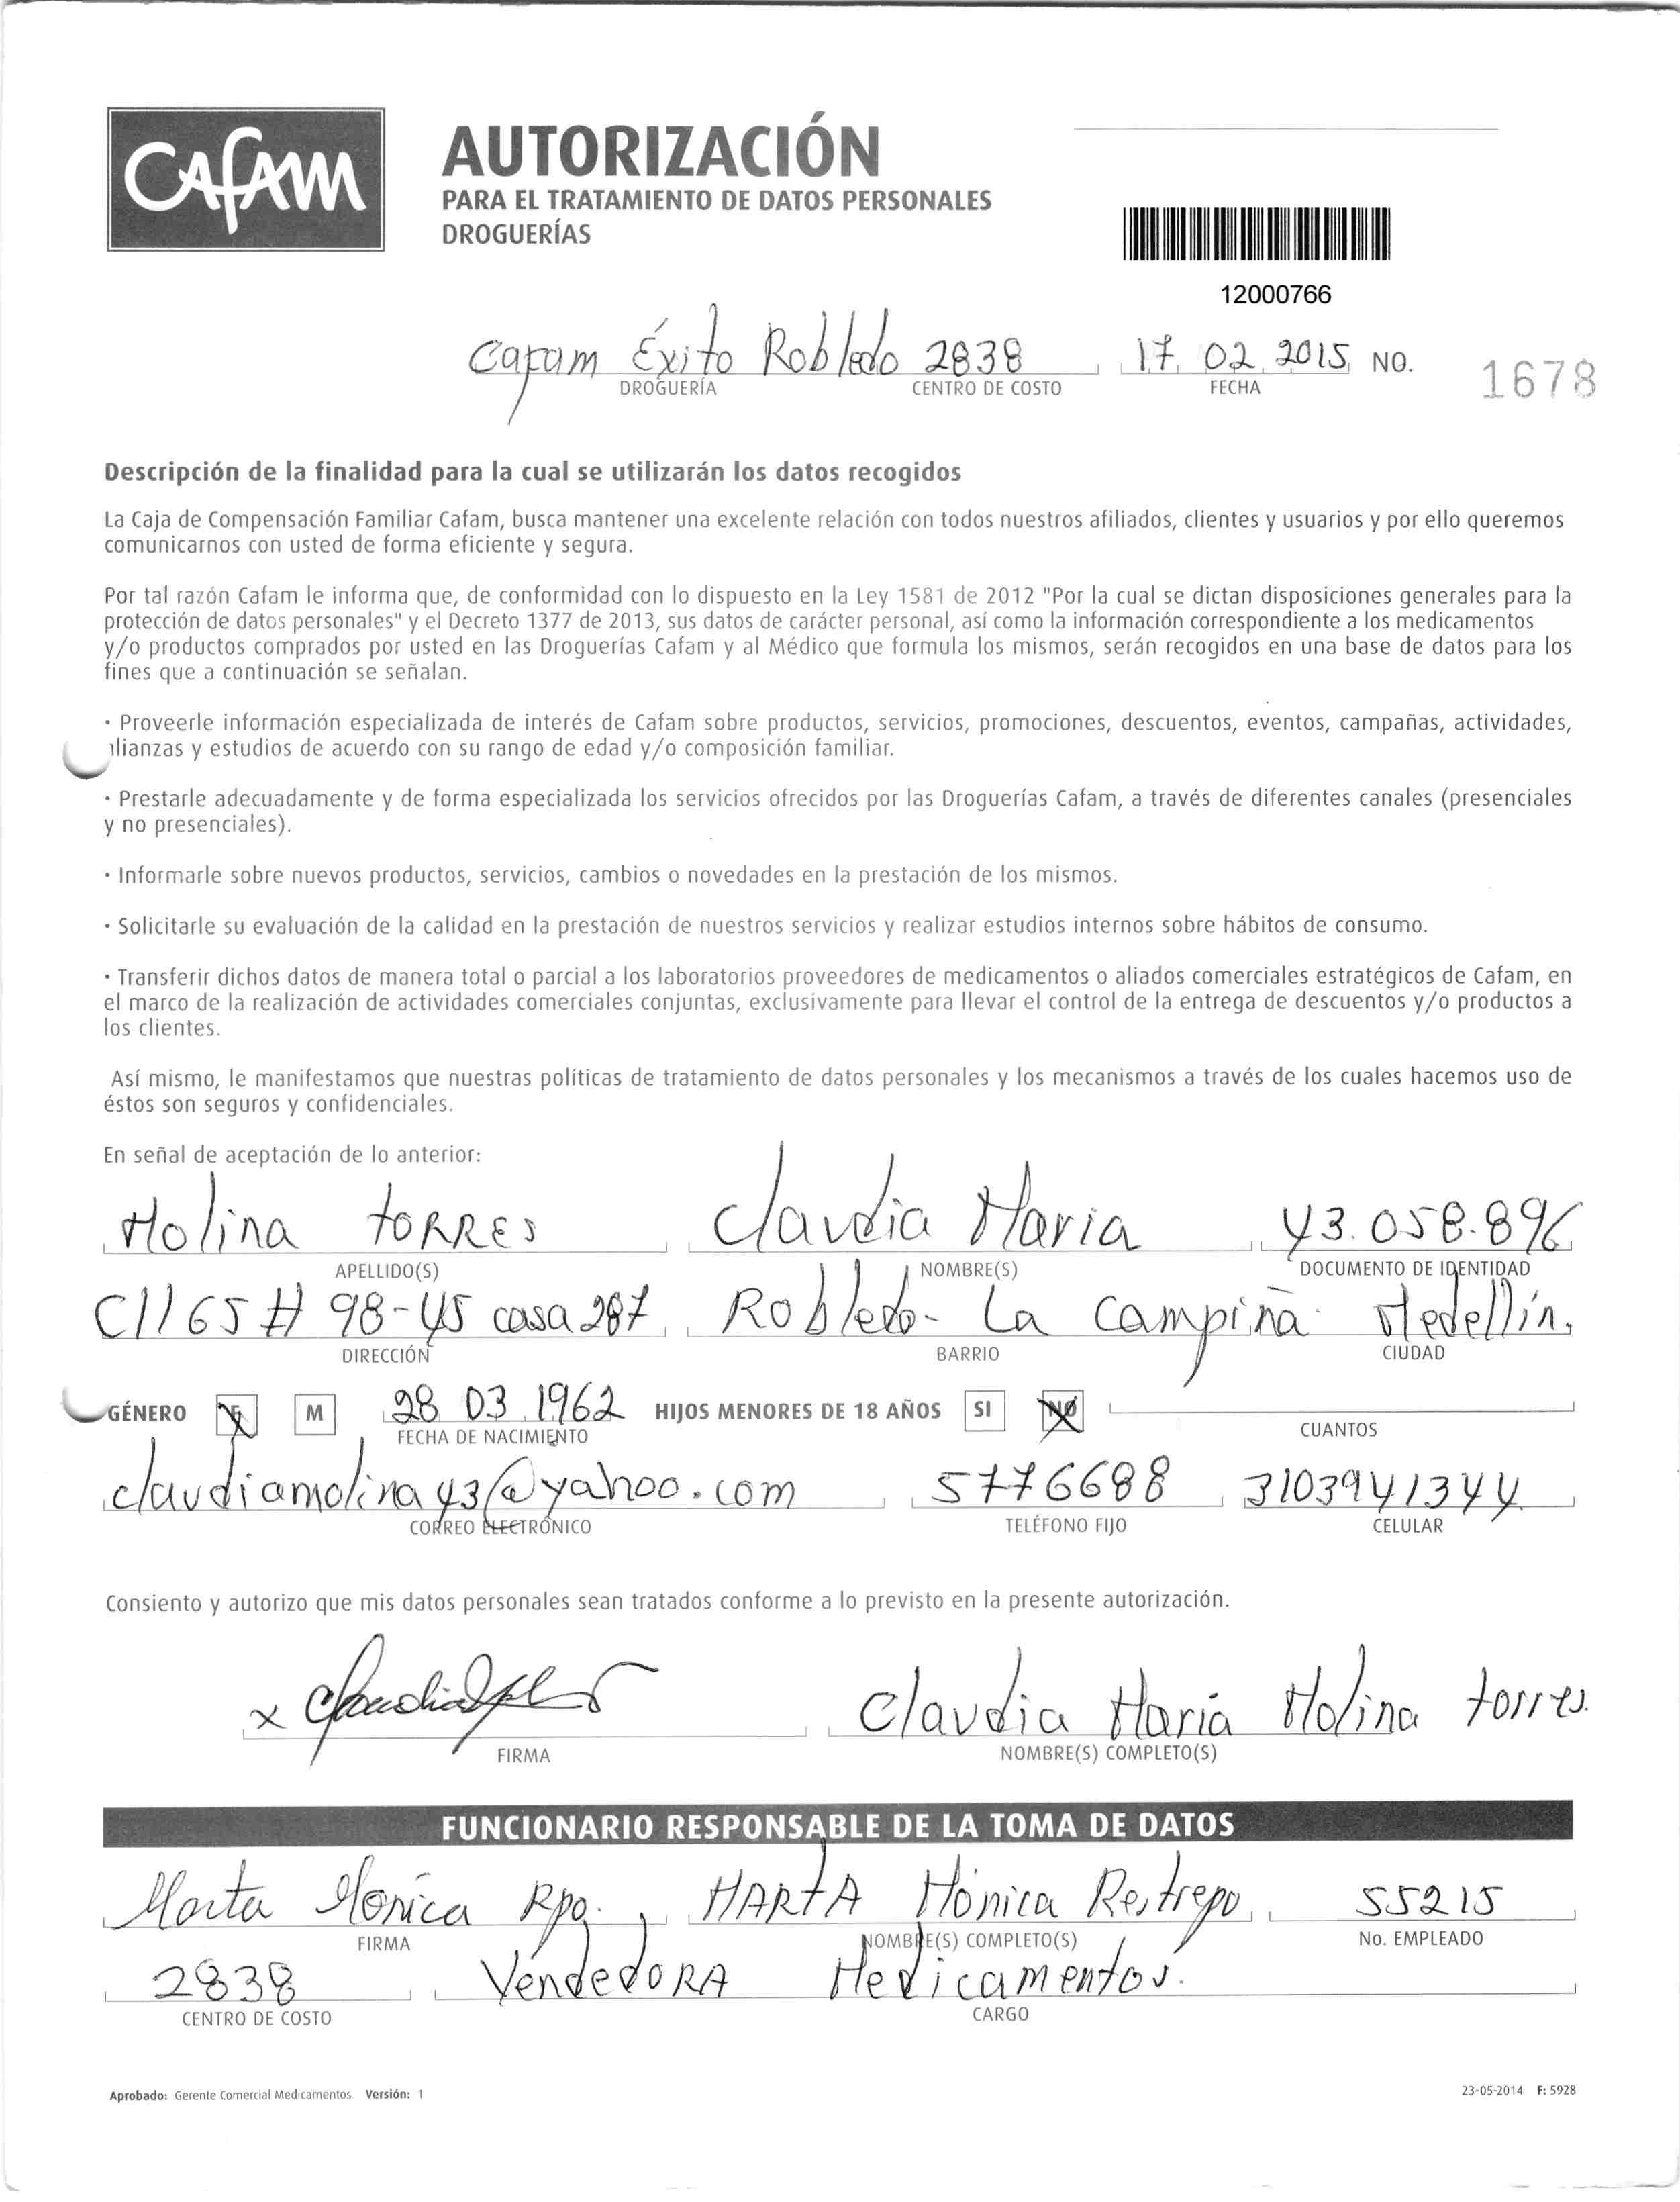 Cafam
AUTORIZACIÓN
PARA EL TRATAMIENTO DE DATOS PERSONALES
DROGUERÍAS
12000766
Cafam Éxito Robledo 2838 17 02 2015 NO. 1678
DROGUERÍA CENTRO DE COSTO FECHA
Descripción de la finalidad para la cual se utilizarán los datos recogidos
La Caja de Compensación Familiar Cafam, busca mantener una excelente relación con todos nuestros afiliados, clientes y usuarios y por ello queremos
comunicarnos con usted de forma eficiente y segura.
Por tal razón Cafam le informa que, de conformidad con lo dispuesto en la Ley 1581 de 2012 "Por la cual se dictan disposiciones generales para la
protección de datos personales" y el Decreto 1377 de 2013, sus datos de carácter personal, así como la información correspondiente a los medicamentos
y/o productos comprados por usted en las Droguerías Cafam y al Médico que formula los mismos, serán recogidos en una base de datos para los
fines que a continuación se señalan.
· Proveerle información especializada de interés de Cafam sobre productos, servicios, promociones, descuentos, eventos, campañas, actividades,
alianzas y estudios de acuerdo con su rango de edad y/o composición familiar.
· Prestarle adecuadamente y de forma especializada los servicios ofrecidos por las Droguerías Cafam, a través de diferentes canales (presenciales
y no presenciales).
· Informarle sobre nuevos productos, servicios, cambios o novedades en la prestación de los mismos.
· Solicitarle su evaluación de la calidad en la prestación de nuestros servicios y realizar estudios internos sobre hábitos de consumo.
· Transferir dichos datos de manera total o parcial a los laboratorios proveedores de medicamentos o aliados comerciales estratégicos de Cafam, en
el marco de la realización de actividades comerciales conjuntas, exclusivamente para llevar el control de la entrega de descuentos y/o productos a
los clientes.
Así mismo, le manifestamos que nuestras políticas de tratamiento de datos personales y los mecanismos a través de los cuales hacemos uso de
éstos son seguros y confidenciales.
En señal de aceptación de lo anterior:
Molina torres Claudia Maria 43.058.896
APELLIDO(S) NOMBRE(S) DOCUMENTO DE IDENTIDAD
Cll 65 # 98-45 casa 287 Robledo- La Campiña Medellín.
DIRECCIÓN BARRIO CIUDAD
GÉNERO F M 28 03 1962 HIJOS MENORES DE 18 AÑOS SI NO
FECHA DE NACIMIENTO CUANTOS
claudiamolina43@yahoo.com 5776688 3103941344
CORREO ELECTRÓNICO TELÉFONO FIJO CELULAR
Consiento y autorizo que mis datos personales sean tratados conforme a lo previsto en la presente autorización.
x Claudia Maria Molina torres.
FIRMA NOMBRE(S) COMPLETO(S)
FUNCIONARIO RESPONSABLE DE LA TOMA DE DATOS
Marta Monica Rpo. MARTA Mónica Restrepo 55215
FIRMA NOMBRE(S) COMPLETO(S) No. EMPLEADO
2838 VendedoRA Medicamentos.
CENTRO DE COSTO CARGO
Aprobado: Gerente Comercial Medicamentos Versión: 1 23-05-2014 F: 5928